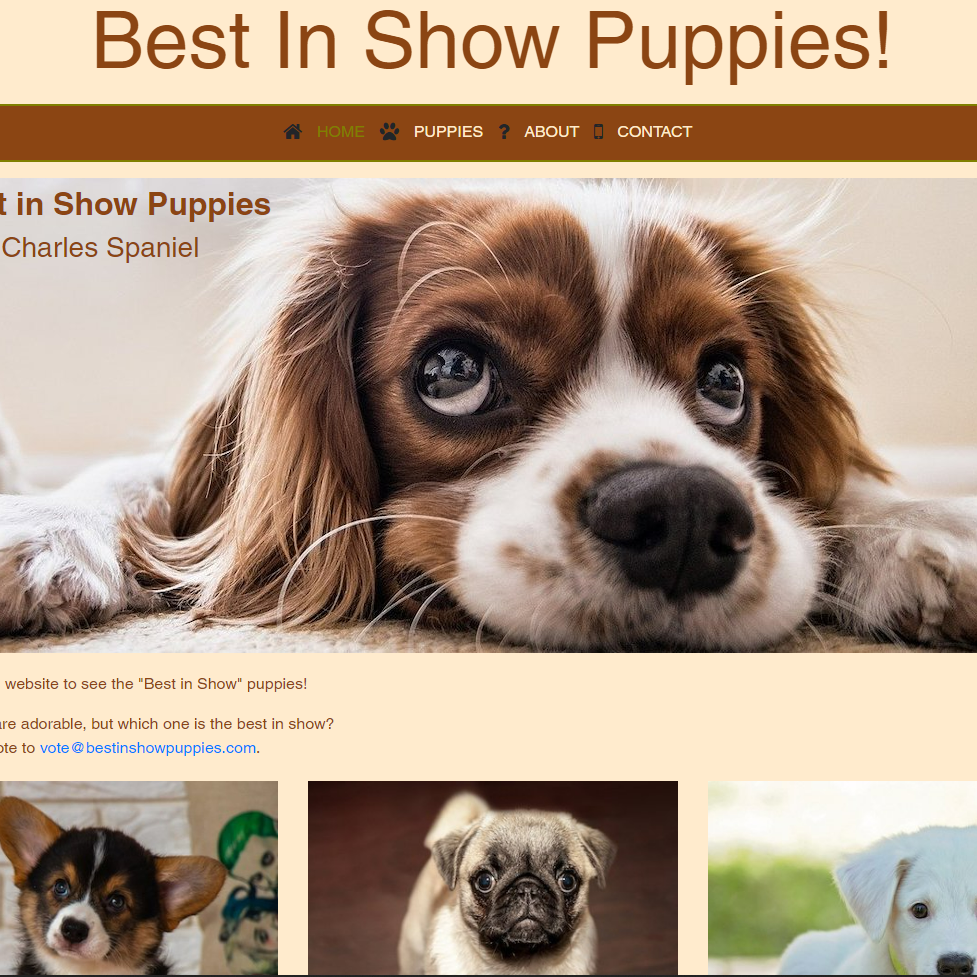 Best In Show Puppies!
HOME PUPPIES ABOUT CONTACT
t in Show Puppies
Charles Spaniel
website to see the "Best in Show" puppies!
are adorable, but which one is the best in show?
ote to vote@bestinshowpuppies.com.